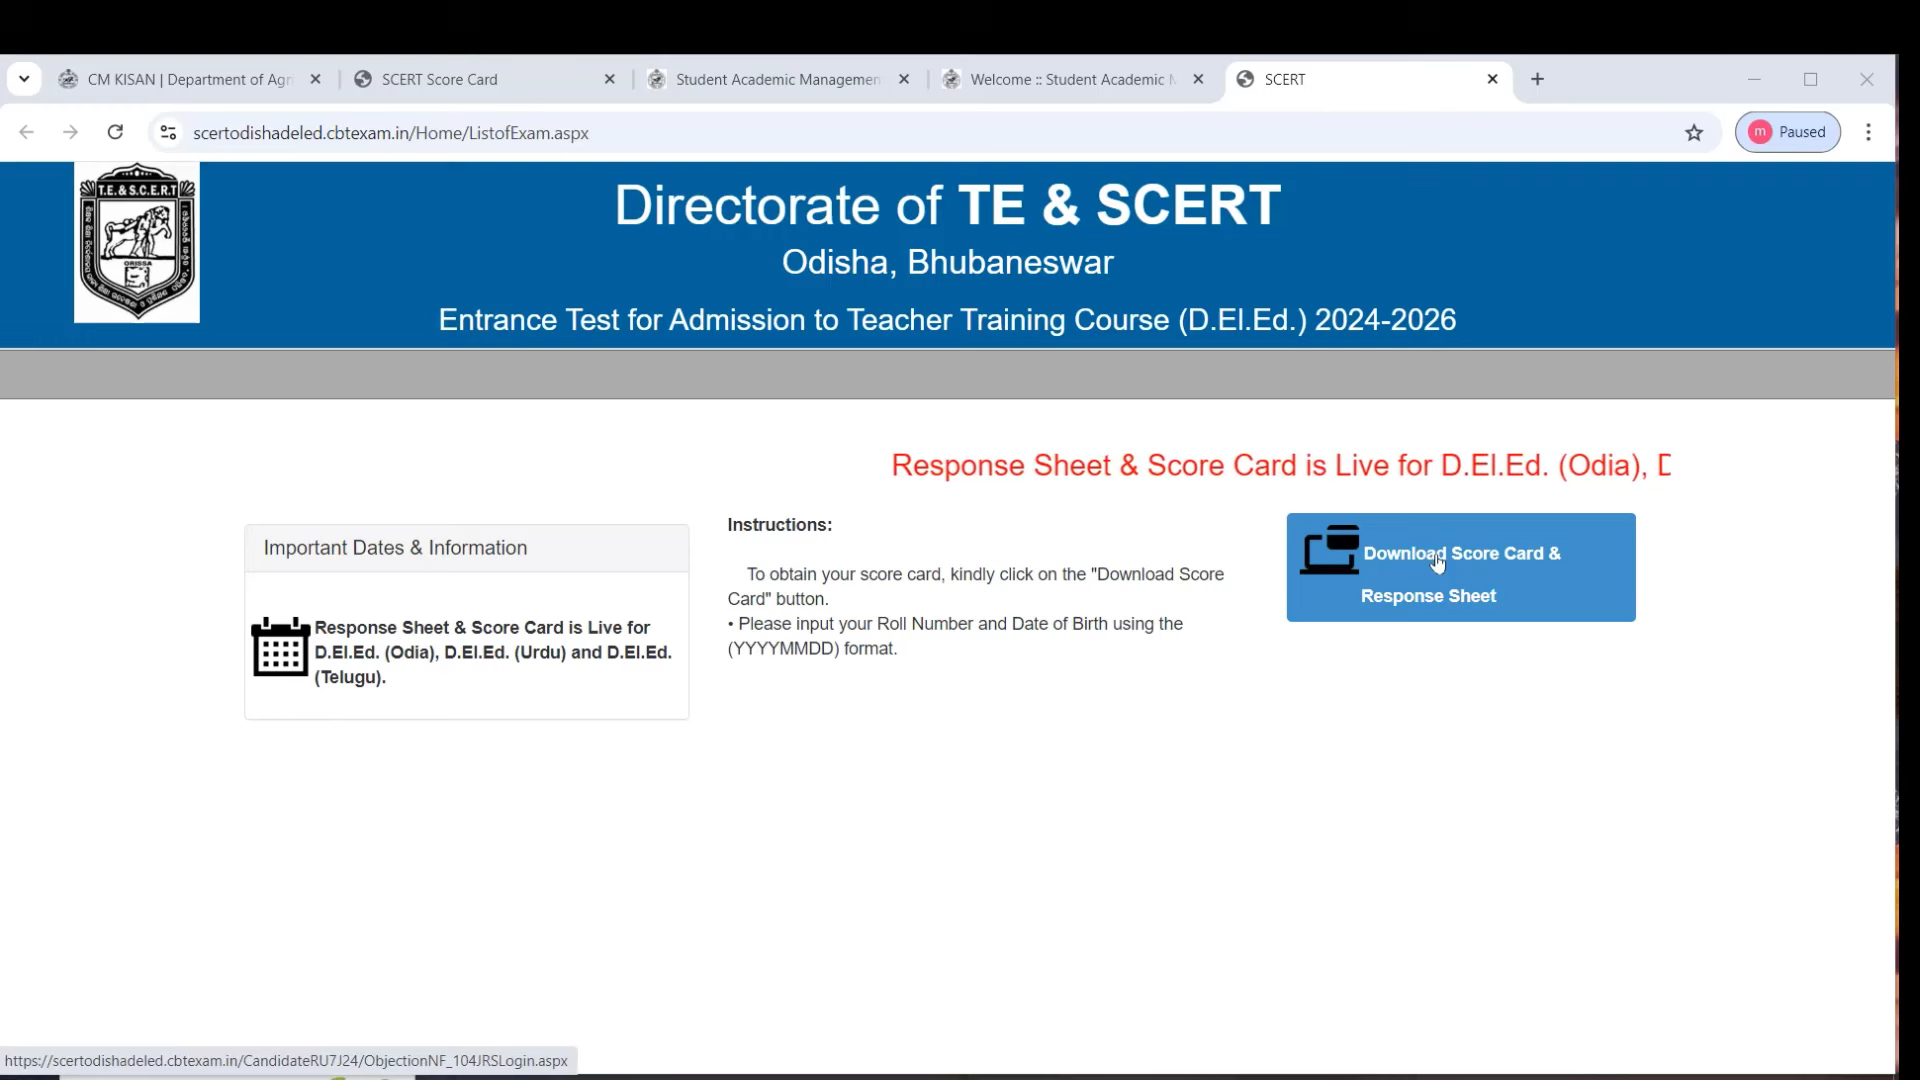 CM KISAN | Department of Agr
SCERT Score Card
Student Academic Managemen
Welcome :: Student Academic M
SCERT
scertodishadeled.cbtexam.in/Home/ListofExam.aspx
m
Paused
T.E.& S.C.E.R.T
ORISSA
Directorate of TE & SCERT
Odisha, Bhubaneswar
Entrance Test for Admission to Teacher Training Course (D.El.Ed.) 2024-2026
Response Sheet & Score Card is Live for D.El.Ed. (Odia), D
Important Dates & Information
Response Sheet & Score Card is Live for
D.El.Ed. (Odia), D.El.Ed. (Urdu) and D.El.Ed.
(Telugu).
Instructions:
To obtain your score card, kindly click on the "Download Score
Card" button.
• Please input your Roll Number and Date of Birth using the
(YYYYMMDD) format.
Download Score Card &
Response Sheet
https://scertodishadeled.cbtexam.in/CandidateRU7J24/ObjectionNF_104JRSLogin.aspx